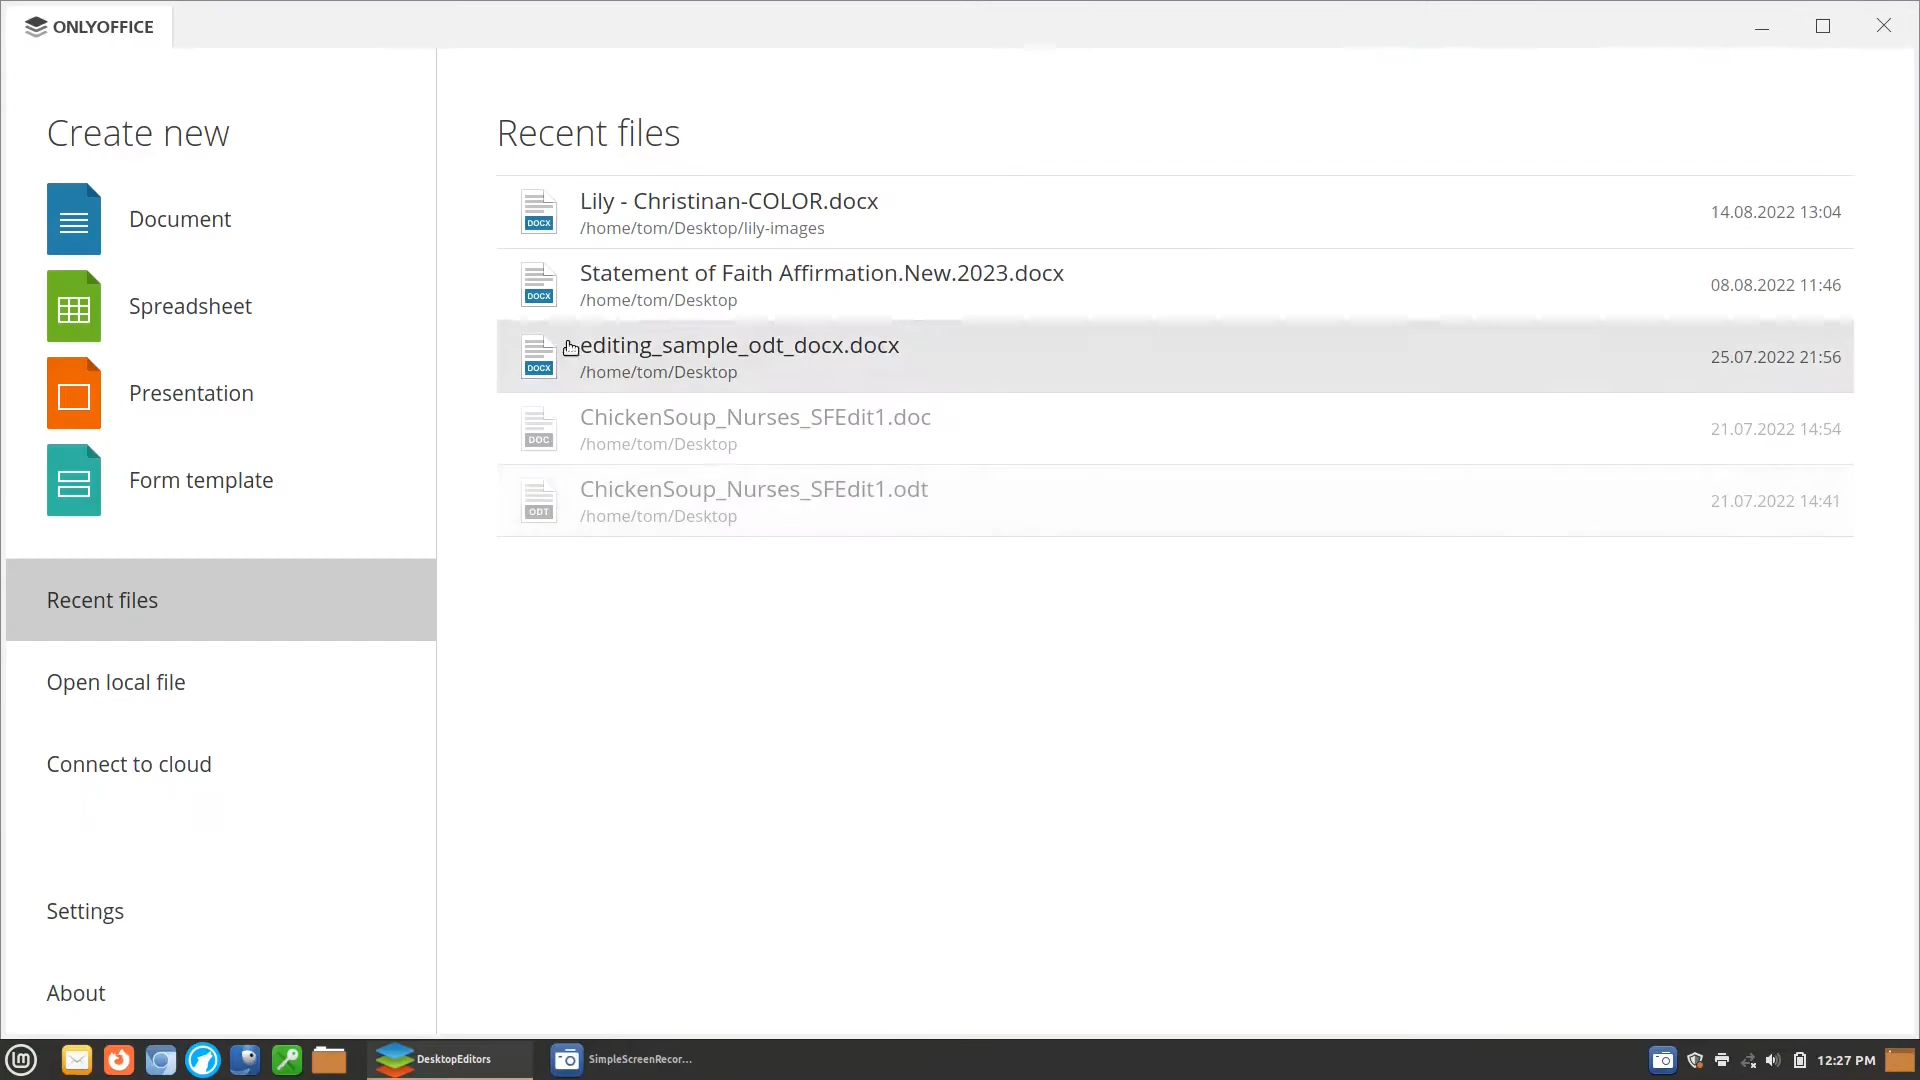 ONLYOFFICE
Create new
Document
Spreadsheet
Presentation
Form template
Recent files
Open local file
Connect to cloud
Settings
About
Recent files
DOCX
Lily - Christinan-COLOR.docx
/home/tom/Desktop/lily-images
14.08.2022 13:04
DOCX
Statement of Faith Affirmation.New.2023.docx
/home/tom/Desktop
08.08.2022 11:46
DOCX
editing_sample_odt_docx.docx
/home/tom/Desktop
25.07.2022 21:56
DOC
ChickenSoup_Nurses_SFEdit1.doc
/home/tom/Desktop
21.07.2022 14:54
ODT
ChickenSoup_Nurses_SFEdit1.odt
/home/tom/Desktop
21.07.2022 14:41
DesktopEditors
SimpleScreenRecor...
12:27 PM